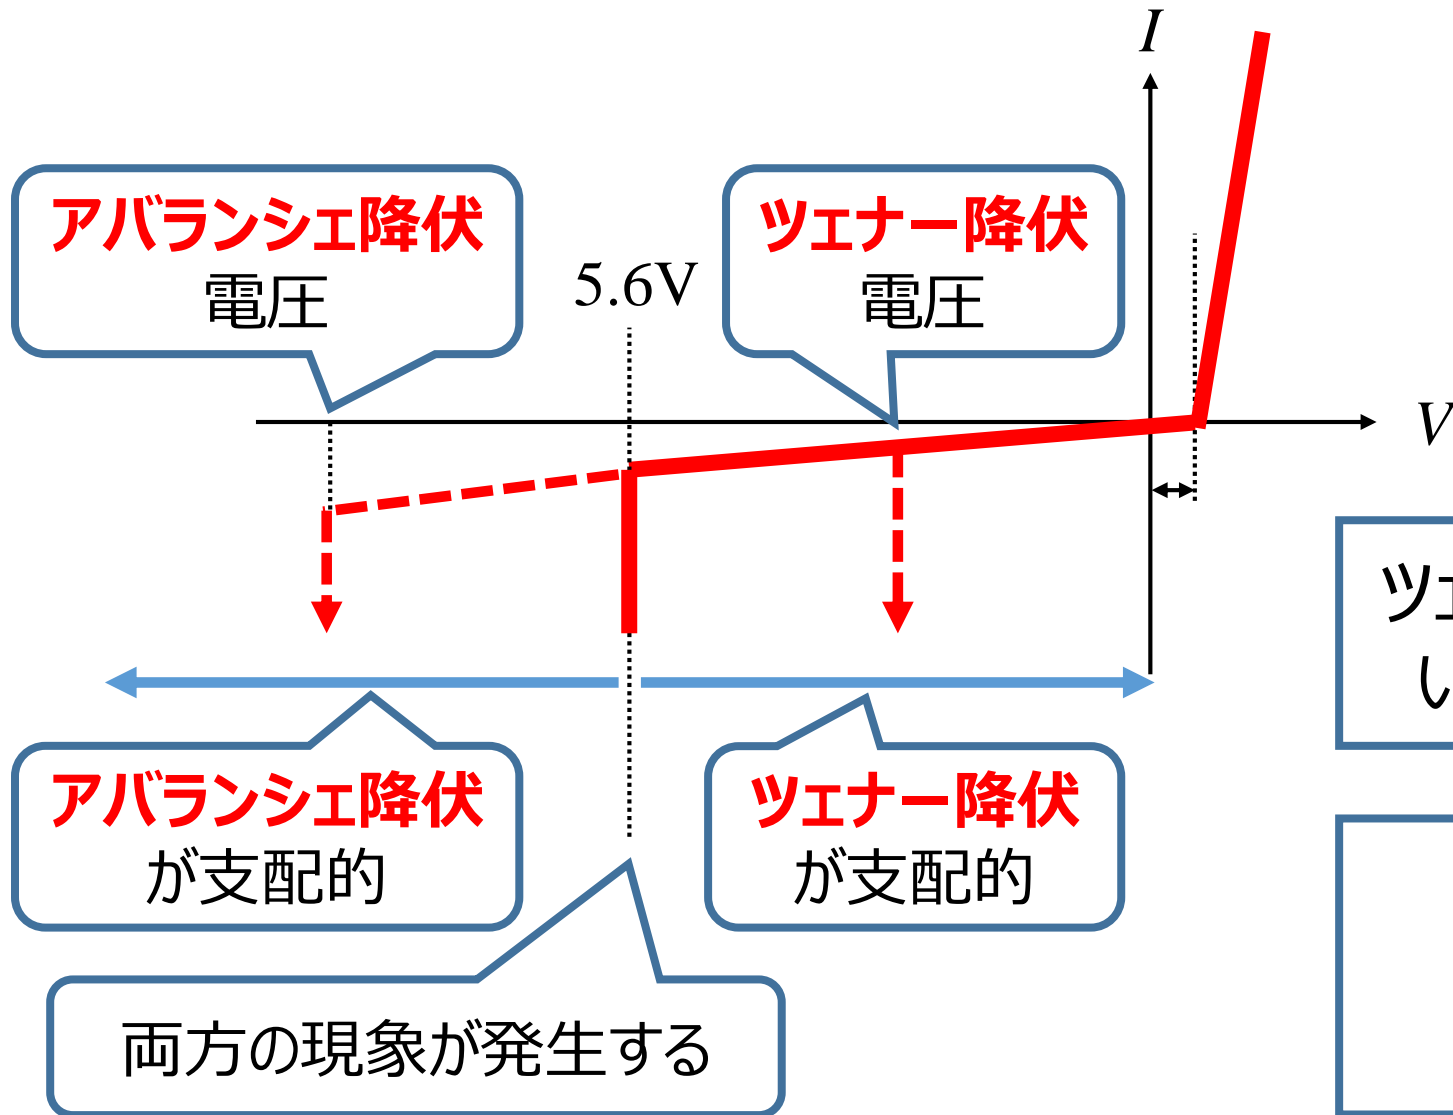 I
アバランシェ降伏
電圧
5.6V
ツェナー降伏
電圧
V
アバランシェ降伏
が支配的
ツェナー降伏
が支配的
両方の現象が発生する
ツェ
い